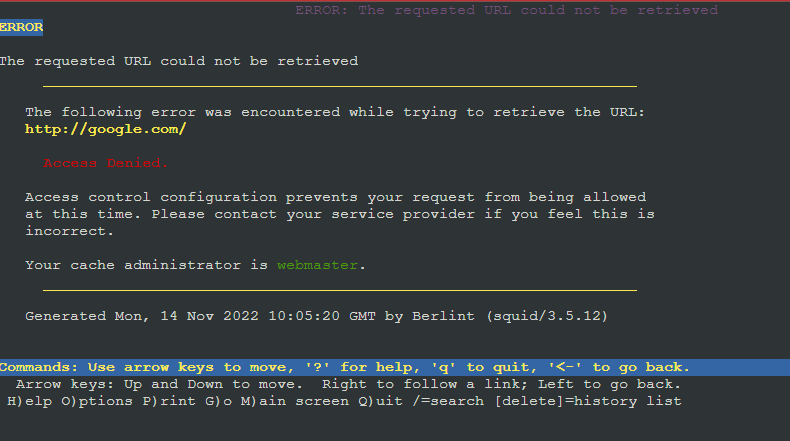 ERROR: The requested URL could not be retrieved
ERROR
The requested URL could not be retrieved
The following error was encountered while trying to retrieve the URL:
http://google.com/
Access Denied.
Access control configuration prevents your request from being allowed
at this time. Please contact your service provider if you feel this is
incorrect.
Your cache administrator is webmaster.
Generated Mon, 14 Nov 2022 10:05:20 GMT by Berlint (squid/3.5.12)
Commands: Use arrow keys to move, '?' for help, 'q' to quit, '<-' to go back.
Arrow keys: Up and Down to move.  Right to follow a link; Left to go back.
H)elp O)ptions P)rint G)o M)ain screen Q)uit /=search [delete]=history list